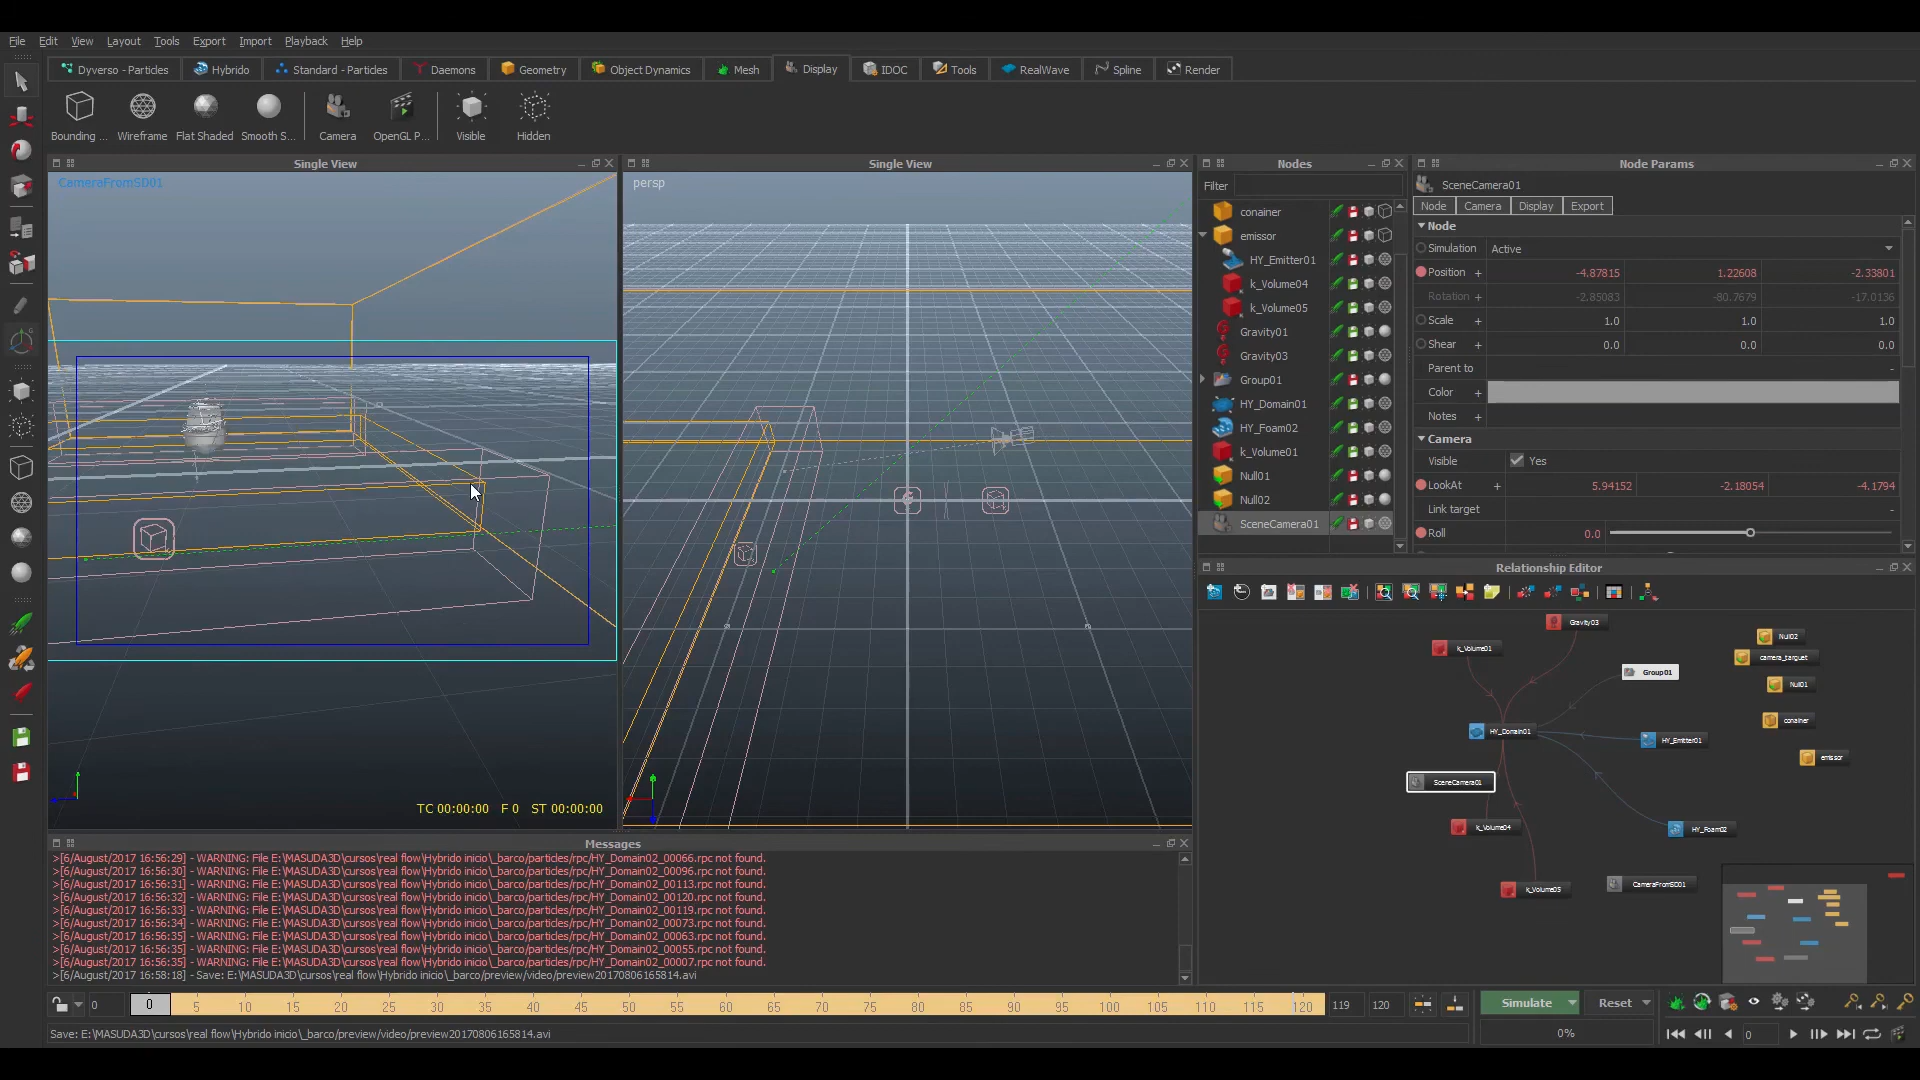 File Edit View Layout Tools Export Import Playback Help
Dyverso - Particles Hybrido Standard - Particles Daemons Geometry Object Dynamics Mesh Display IDOC Tools RealWave Spline Render
Bounding ... Wireframe Flat Shaded Smooth S... Camera OpenGL P... Visible Hidden
Single View
CameraFromSD01
TC 00:00:00 F 0 ST 00:00:00
Single View
persp
Nodes
Filter
conainer
emissor
HY_Emitter01
k_Volume04
k_Volume05
Gravity01
Gravity03
Group01
HY_Domain01
HY_Foam02
k_Volume01
Null01
Null02
SceneCamera01
Node Params
SceneCamera01
Node Camera Display Export
Node
Simulation Active
Position + -4.87815 1.22608 -2.33801
Rotation + -2.85083 -80.7679 -17.0136
Scale + 1.0 1.0 1.0
Shear + 0.0 0.0 0.0
Parent to -
Color +
Notes +
Camera
Visible Yes
LookAt + 5.94152 -2.18054 -4.1794
Link target -
Roll 0.0
Relationship Editor
Gravity03
Null02
k_Volume01
camera_targuet
Group01
Null01
conainer
HY_Domain01
HY_Emitter01
emissor
SceneCamera01
k_Volume04
HY_Foam02
k_Volume05
CameraFromSD01
Messages
>[6/August/2017 16:56:29] - WARNING: File E:\MASUDA3D\cursos\real flow\Hybrido inicio\_barco/particles/rpc/HY_Domain02_00066.rpc not found.
>[6/August/2017 16:56:30] - WARNING: File E:\MASUDA3D\cursos\real flow\Hybrido inicio\_barco/particles/rpc/HY_Domain02_00096.rpc not found.
>[6/August/2017 16:56:31] - WARNING: File E:\MASUDA3D\cursos\real flow\Hybrido inicio\_barco/particles/rpc/HY_Domain02_00113.rpc not found.
>[6/August/2017 16:56:32] - WARNING: File E:\MASUDA3D\cursos\real flow\Hybrido inicio\_barco/particles/rpc/HY_Domain02_00120.rpc not found.
>[6/August/2017 16:56:33] - WARNING: File E:\MASUDA3D\cursos\real flow\Hybrido inicio\_barco/particles/rpc/HY_Domain02_00119.rpc not found.
>[6/August/2017 16:56:34] - WARNING: File E:\MASUDA3D\cursos\real flow\Hybrido inicio\_barco/particles/rpc/HY_Domain02_00073.rpc not found.
>[6/August/2017 16:56:35] - WARNING: File E:\MASUDA3D\cursos\real flow\Hybrido inicio\_barco/particles/rpc/HY_Domain02_00063.rpc not found.
>[6/August/2017 16:56:35] - WARNING: File E:\MASUDA3D\cursos\real flow\Hybrido inicio\_barco/particles/rpc/HY_Domain02_00055.rpc not found.
>[6/August/2017 16:56:35] - WARNING: File E:\MASUDA3D\cursos\real flow\Hybrido inicio\_barco/particles/rpc/HY_Domain02_00007.rpc not found.
>[6/August/2017 16:58:18] - Save: E:\MASUDA3D\cursos\real flow\Hybrido inicio\_barco/preview/video/preview20170806165814.avi
0 0 5 10 15 20 25 30 35 40 45 50 55 60 65 70 75 80 85 90 95 100 105 110 115 120 119 120
Simulate Reset
Save: E:\MASUDA3D\cursos\real flow\Hybrido inicio\_barco/preview/video/preview20170806165814.avi
0% 0